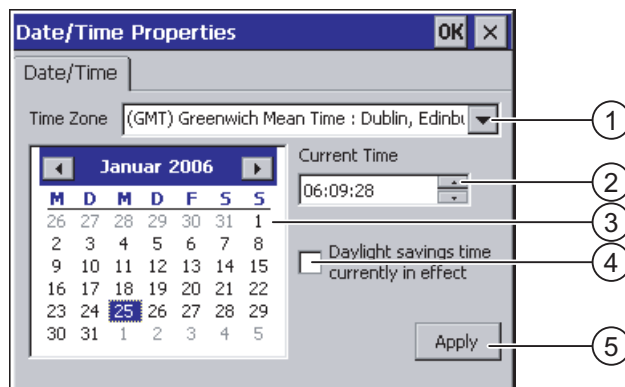 Date/Time Properties OK ×
Date/Time
Time Zone (GMT) Greenwich Mean Time : Dublin, Edinbu
1
Januar 2006
Current Time
06:09:28
2
M D M D F S S
26 27 28 29 30 31 1
3
2 3 4 5 6 7 8
Daylight savings time
currently in effect
4
9 10 11 12 13 14 15
16 17 18 19 20 21 22
23 24 25 26 27 28 29
30 31 1 2 3 4 5
Apply
5